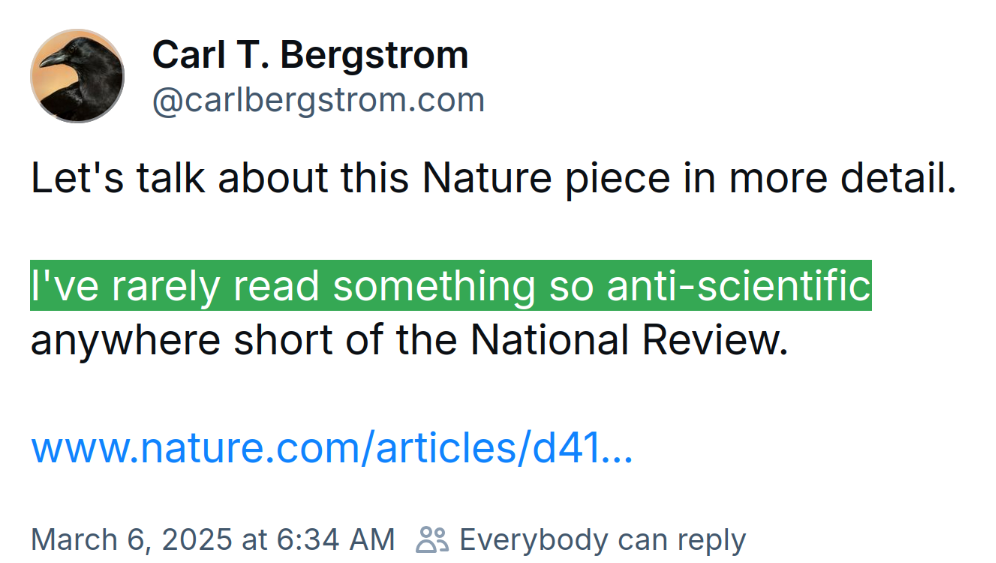 Carl T. Bergstrom
@carlbergstrom.com
Let's talk about this Nature piece in more detail.
I've rarely read something so anti-scientific
anywhere short of the National Review.
www.nature.com/articles/d41...
March 6, 2025 at 6:34 AM Everybody can reply